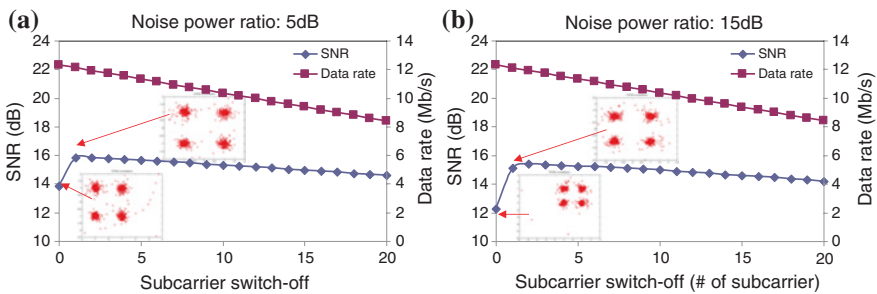 (a)
Noise power ratio: 5dB
24
22
20
18
16
14
12
10
SNR (dB)
14
12
10
8
6
4
2
0
Data rate (Mb/s)
SNR
Data rate
0 5 10 15 20
Subcarrier switch-off
(b)
Noise power ratio: 15dB
24
22
20
18
16
14
12
10
SNR (dB)
14
12
10
8
6
4
2
0
Data rate (Mb/s)
SNR
Data rate
0 5 10 15 20
Subcarrier switch-off (# of subcarrier)